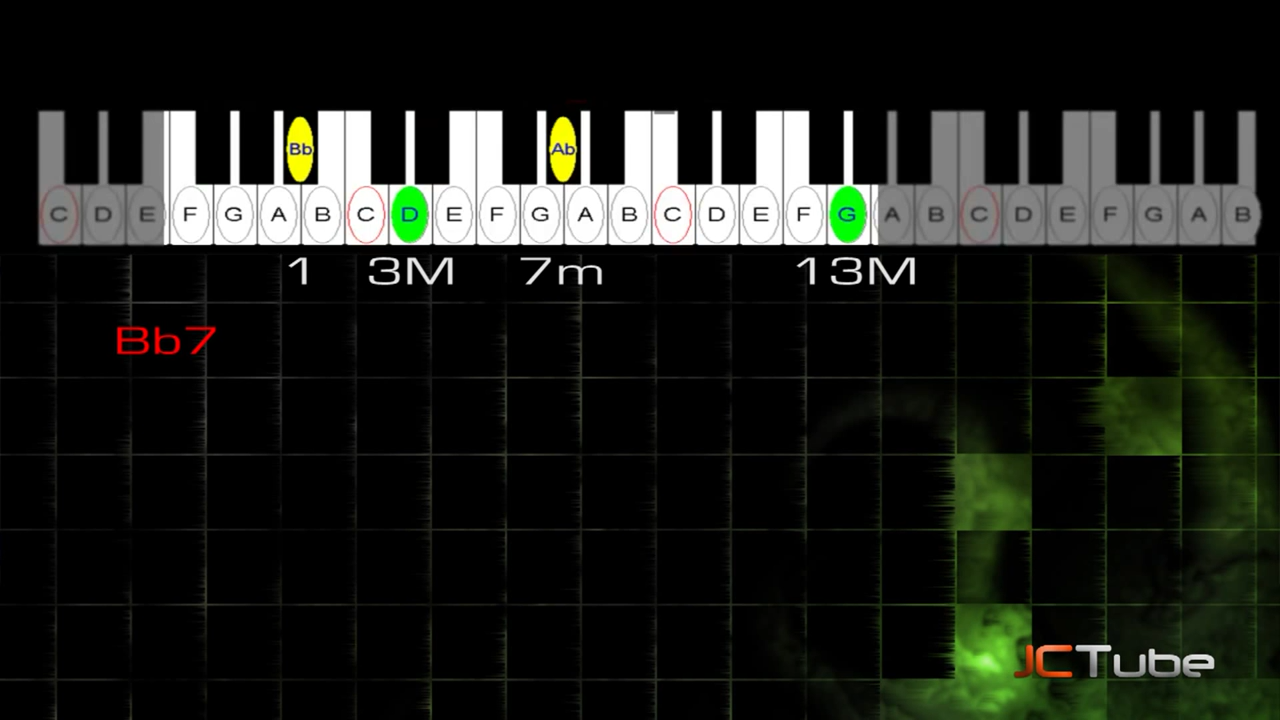 Bb Ab
C D E F G A B C D E F G A B C D E F G A B C D E F G A B
1 3M 7m 13M
Bb7
JCTube